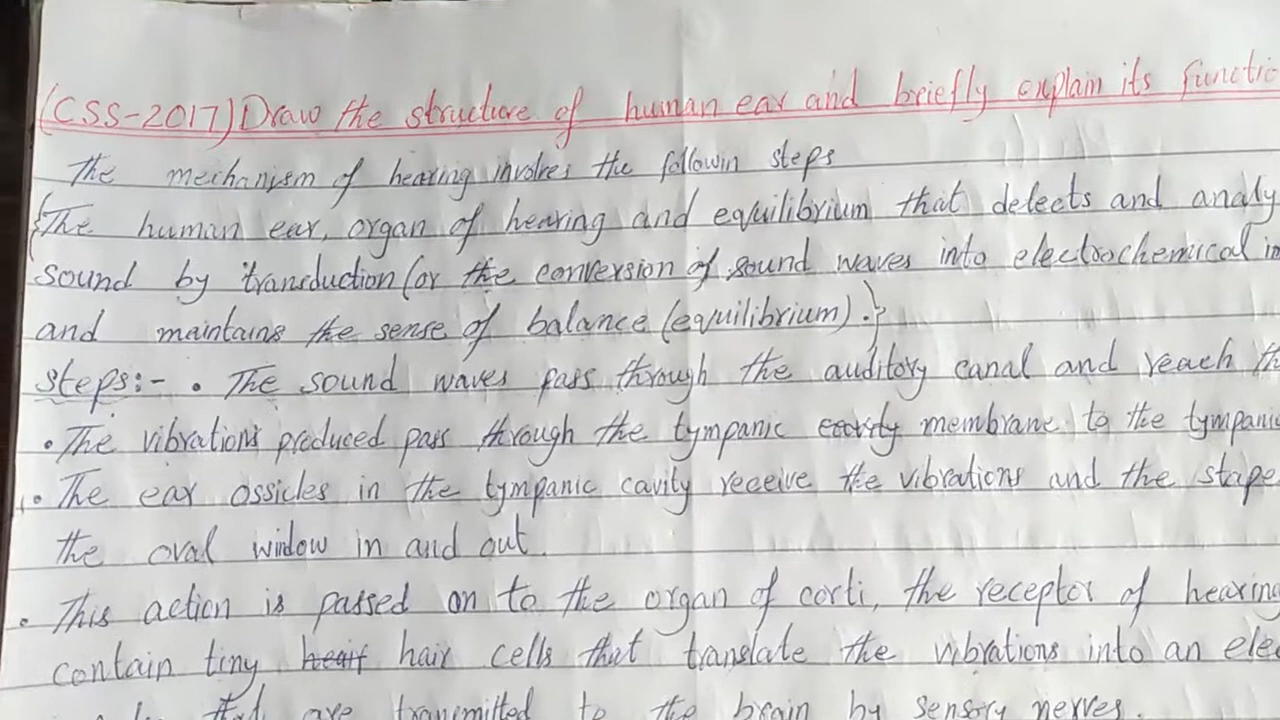 (CSS-2017) Draw the structure of human ear and briefly explain its functio
The mechanism of hearing involves the followin steps
{The human ear, organ of hearing and equilibrium that detects and analy
sound by transduction (or the conversion of sound waves into electrochemical im
and maintains the sense of balance (equilibrium).}
steps:- • The sound waves pass through the auditory canal and reach th
• The vibrations produced pass through the tympanic cavity membrane to the tympanic
• The ear ossicles in the tympanic cavity receive the vibrations and the stape
the oval window in and out.
• This action is passed on to the organ of corti, the receptor of hearing
contain tiny hair cells that translate the vibrations into an elec
that are transmitted to the brain by sensory nerves.